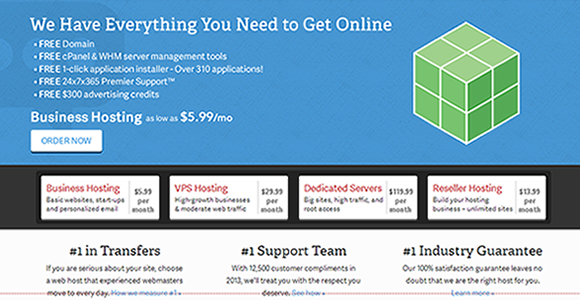 We Have Everything You Need to Get Online
• FREE Domain
• FREE cPanel & WHM server management tools
• FREE 1-click application installer - Over 310 applications!
• FREE 24x7x365 Premier Support™
• FREE $300 advertising credits
Business Hosting as low as $5.99/mo
ORDER NOW
Business Hosting
Basic websites, start-ups
and personalized email
$5.99
per
month
VPS Hosting
High-growth businesses
& moderate web traffic
$29.99
per
month
Dedicated Servers
Big sites, high traffic, and
root access
$119.99
per
month
Reseller Hosting
Build your hosting
business - unlimited sites
$13.99
per
month
#1 in Transfers
If you are serious about your site, choose
a web host that experienced webmasters
move to every day. How we measure #1 ▸
#1 Support Team
With 12,500 customer compliments in
2013, we'll treat you with the respect you
deserve. See how ▸
#1 Industry Guarantee
Our 100% satisfaction guarantee leaves no
doubt that we are the right host for you.
Learn more ▸